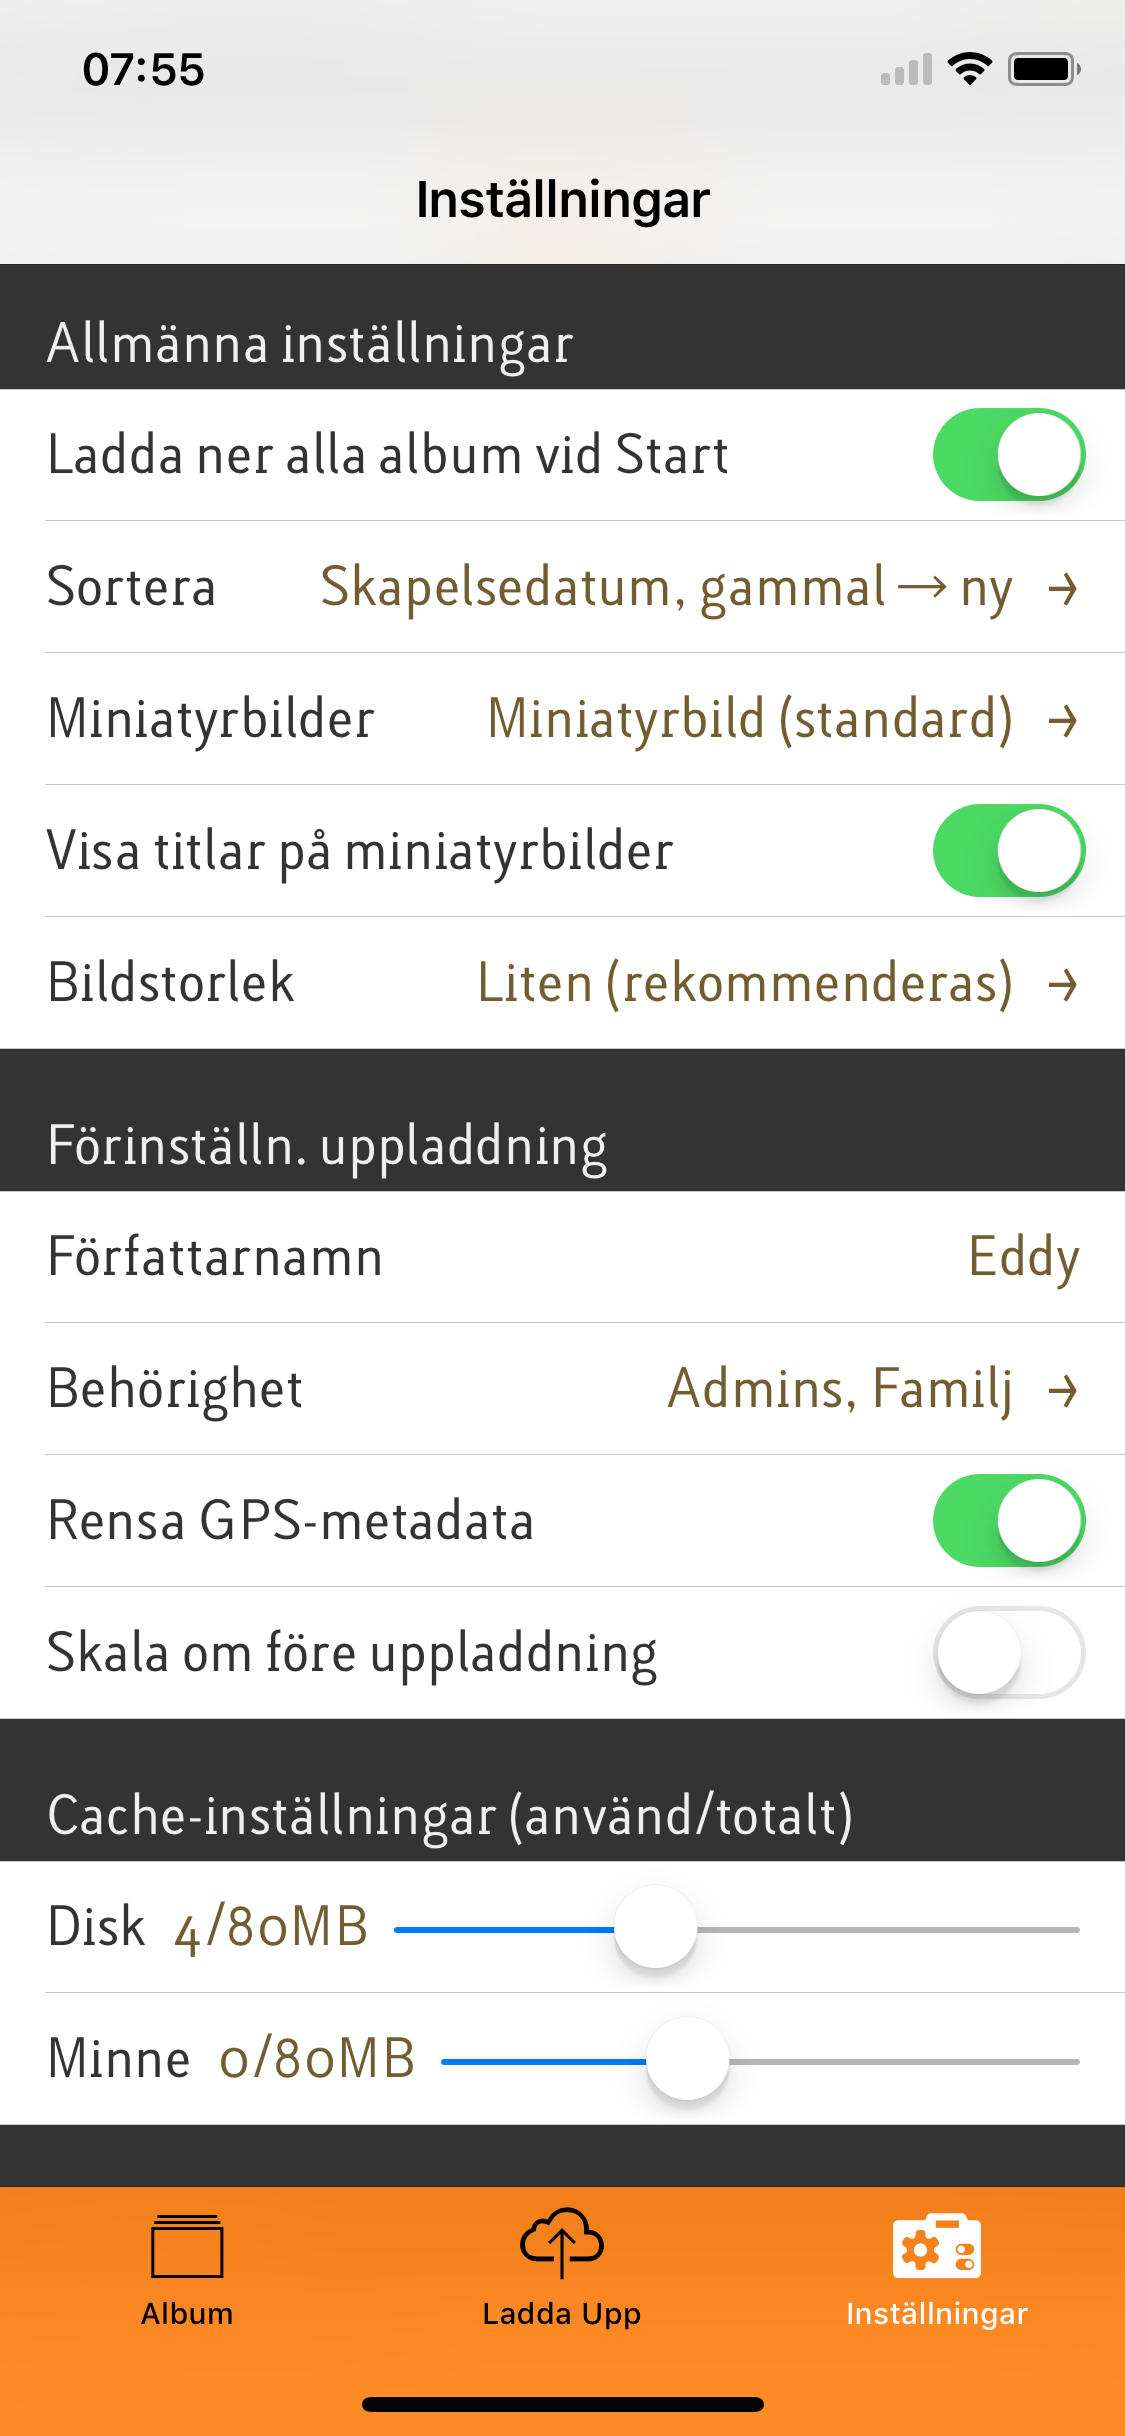 07:55
Inställningar
Allmänna inställningar
Ladda ner alla album vid Start
Sortera Skapelsedatum, gammal → ny →
Miniatyrbilder Miniatyrbild (standard) →
Visa titlar på miniatyrbilder
Bildstorlek Liten (rekommenderas) →
Förinställn. uppladdning
Författarnamn Eddy
Behörighet Admins, Familj →
Rensa GPS-metadata
Skala om före uppladdning
Cache-inställningar (använd/totalt)
Disk 4/80MB
Minne 0/80MB
Album Ladda Upp Inställningar